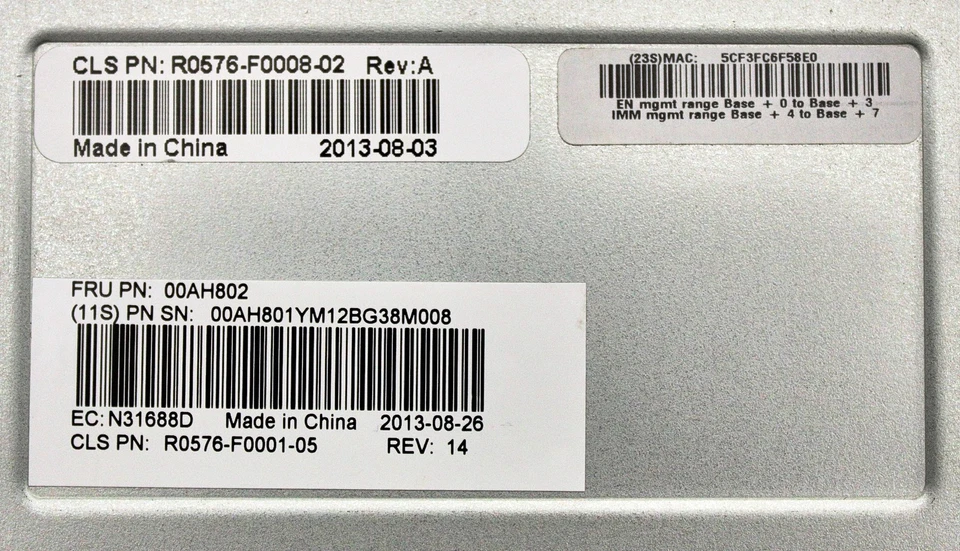 CLS PN: R0576-F0008-02 Rev:A
Made in China 2013-08-03
(23S)MAC: 5CF3FC6F58E0
EN mgmt range Base + 0 to Base + 3
IMM mgmt range Base + 4 to Base + 7
FRU PN: 00AH802
(11S) PN SN: 00AH801YM12BG38M008
EC: N31688D Made in China 2013-08-26
CLS PN: R0576-F0001-05 REV: 14